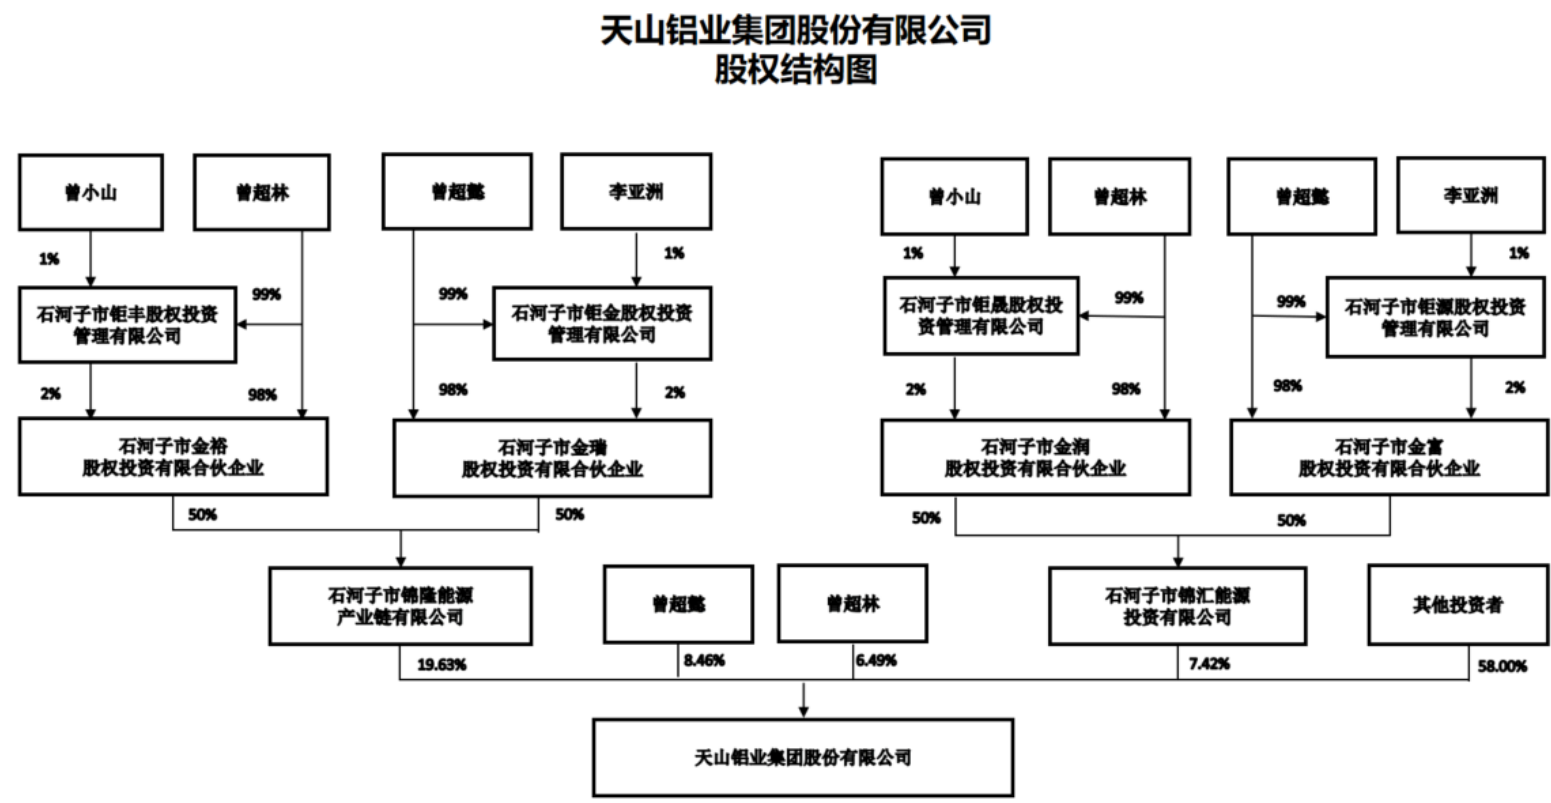 天山铝业集团股份有限公司
股权结构图
曾小山
曾超林
曾超懿
李亚洲
曾小山
曾超林
曾超懿
李亚洲
1%
99%
99%
1%
1%
99%
99%
1%
石河子市钜丰股权投资
管理有限公司
石河子市钜金股权投资
管理有限公司
石河子市钜晟股权投
资管理有限公司
石河子市钜源股权投资
管理有限公司
2%
98%
98%
2%
2%
98%
98%
2%
石河子市金裕
股权投资有限合伙企业
石河子市金瑞
股权投资有限合伙企业
石河子市金润
股权投资有限合伙企业
石河子市金富
股权投资有限合伙企业
50%
50%
50%
50%
石河子市锦隆能源
产业链有限公司
曾超懿
曾超林
石河子市锦汇能源
投资有限公司
其他投资者
19.63%
8.46%
6.49%
7.42%
58.00%
天山铝业集团股份有限公司